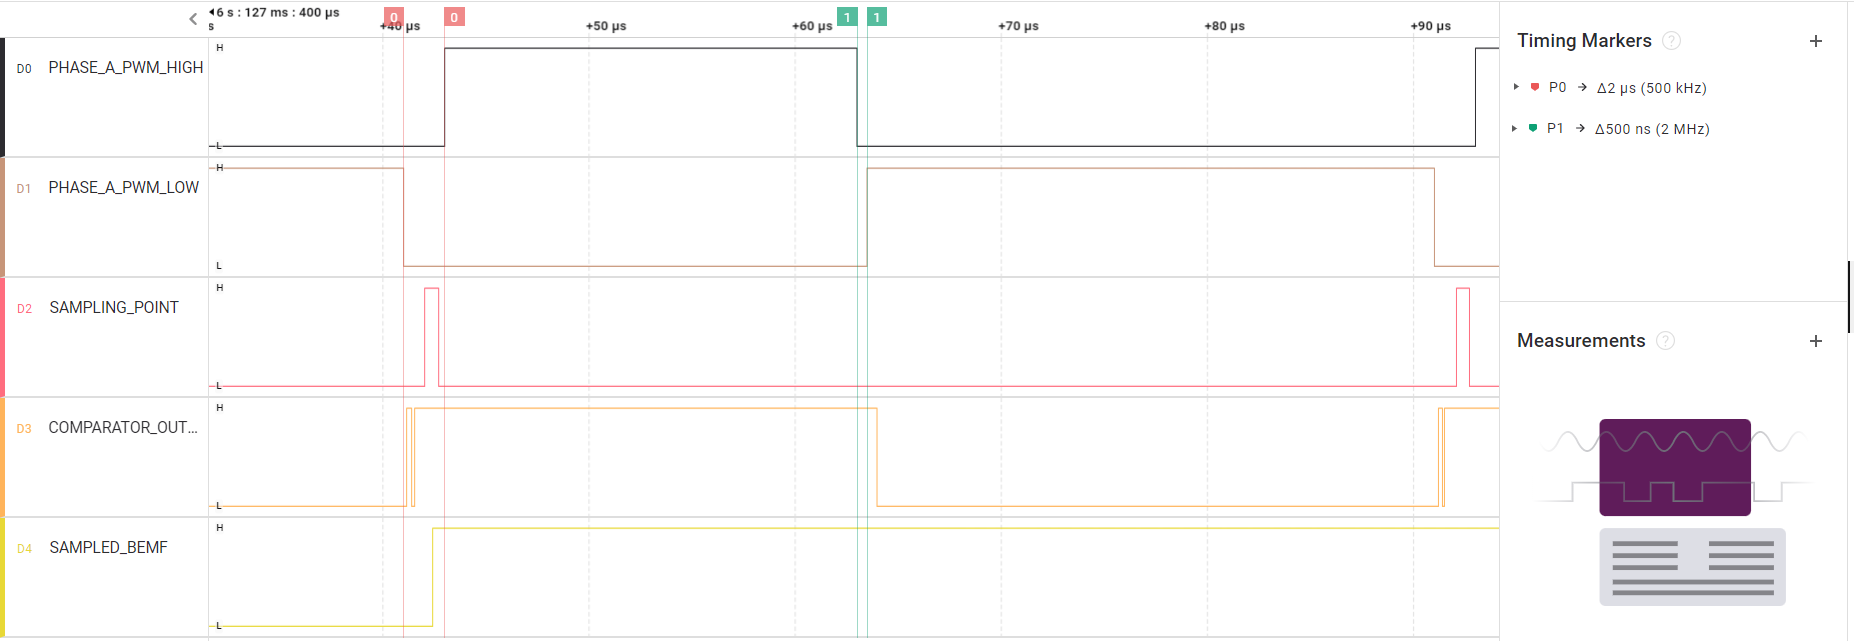 6 s : 127 ms : 400 µs
s
+40 µs
+50 µs
+60 µs
+70 µs
+80 µs
+90 µs
0
0
1
1
D0 PHASE_A_PWM_HIGH
H
L
D1 PHASE_A_PWM_LOW
H
L
D2 SAMPLING_POINT
H
L
D3 COMPARATOR_OUT...
H
L
D4 SAMPLED_BEMF
H
L
Timing Markers ?
+
P0 → Δ2 µs (500 kHz)
P1 → Δ500 ns (2 MHz)
Measurements ?
+